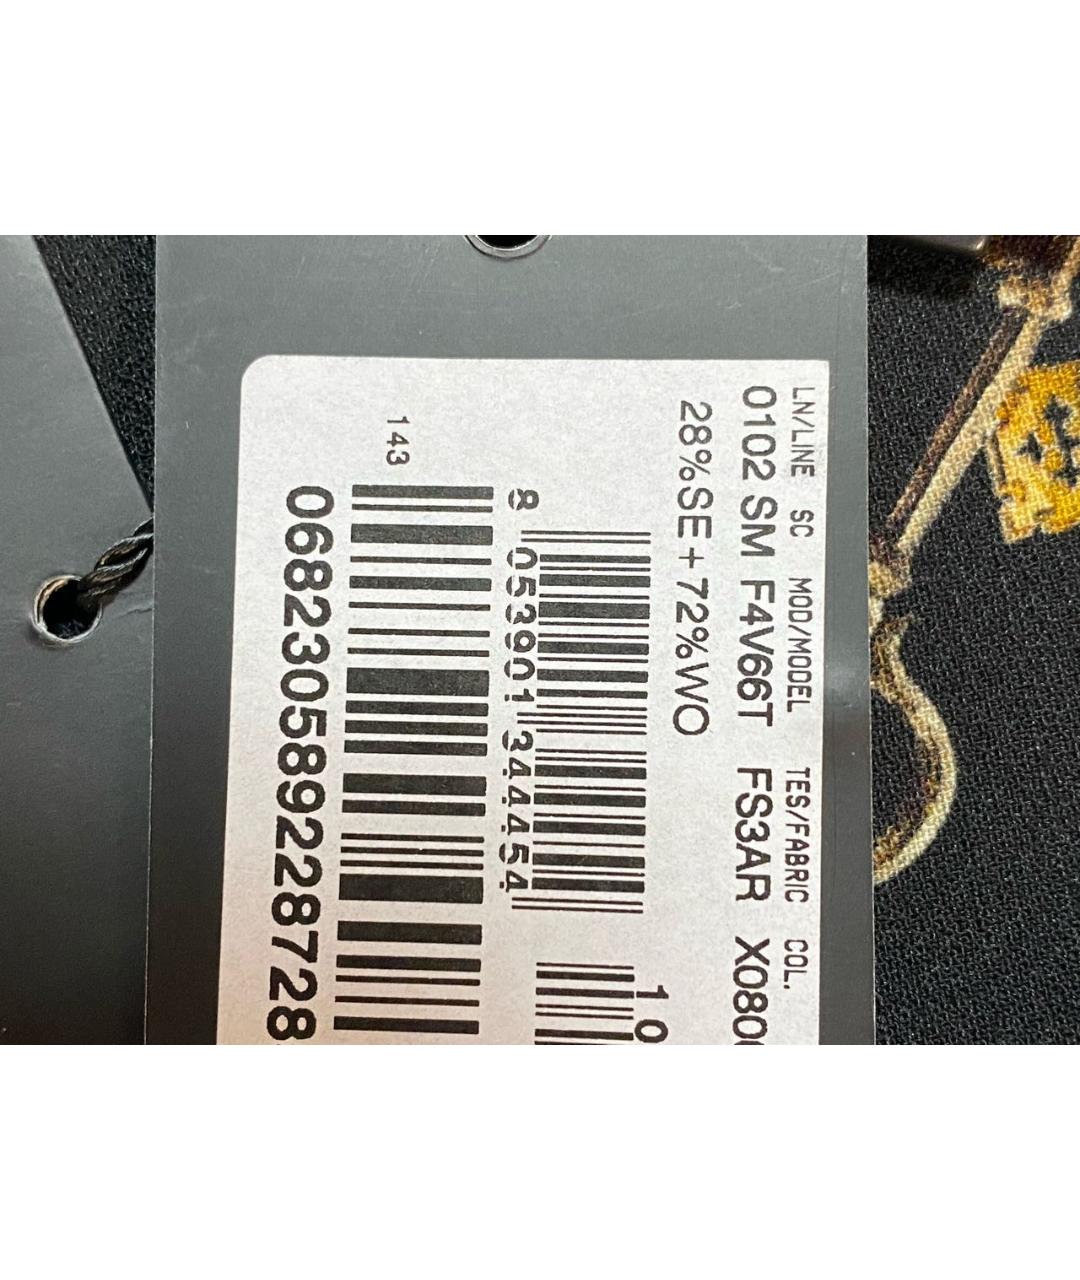 LN/LINE SC MOD/MODEL TES/FABRIC COL.
0102 SM F4V66T FS3AR
28%SE+72%WO
10
8 053901 344454
143